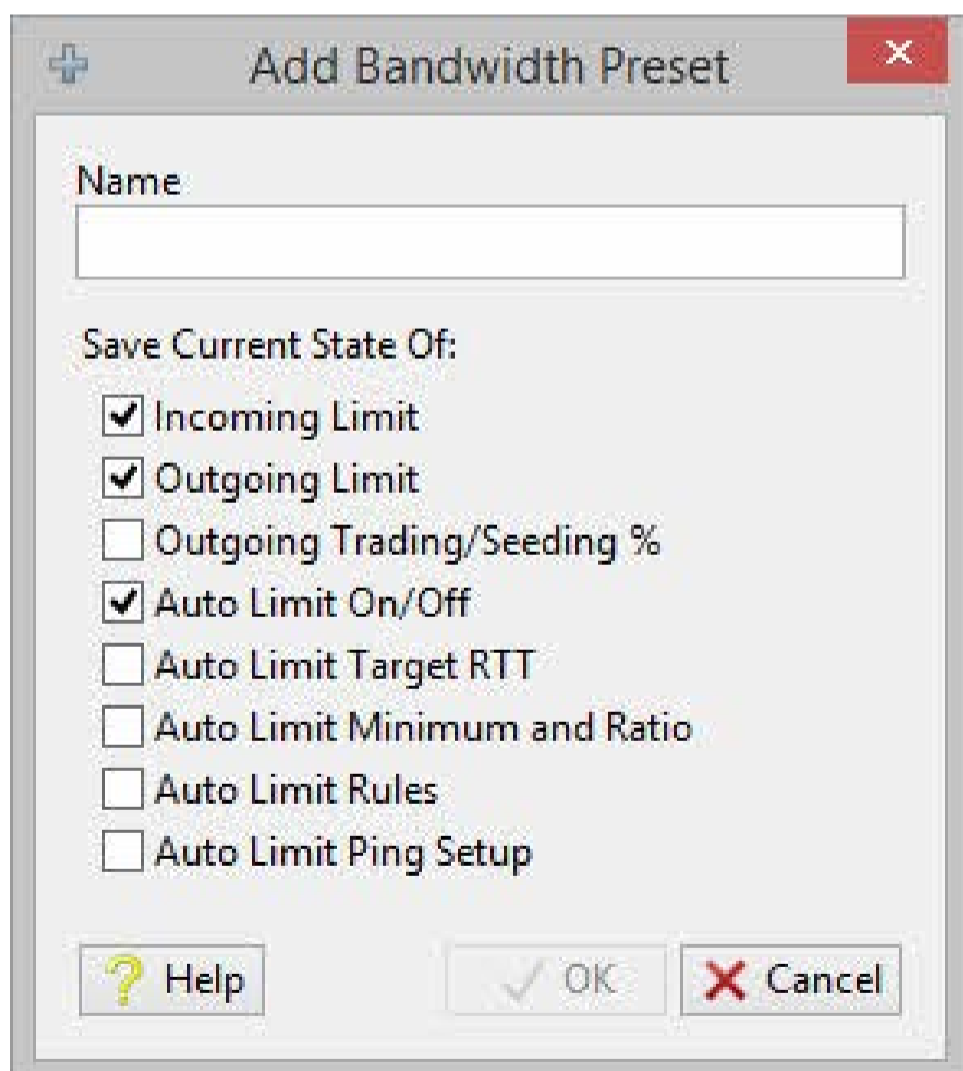 Add Bandwidth Preset
Name
Save Current State Of:
Incoming Limit
Outgoing Limit
Outgoing Trading/Seeding %
Auto Limit On/Off
Auto Limit Target RTT
Auto Limit Minimum and Ratio
Auto Limit Rules
Auto Limit Ping Setup
Help OK Cancel